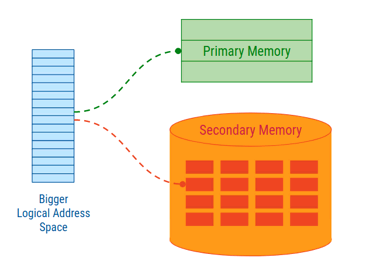 Primary Memory
Secondary Memory
Bigger
Logical Address
Space